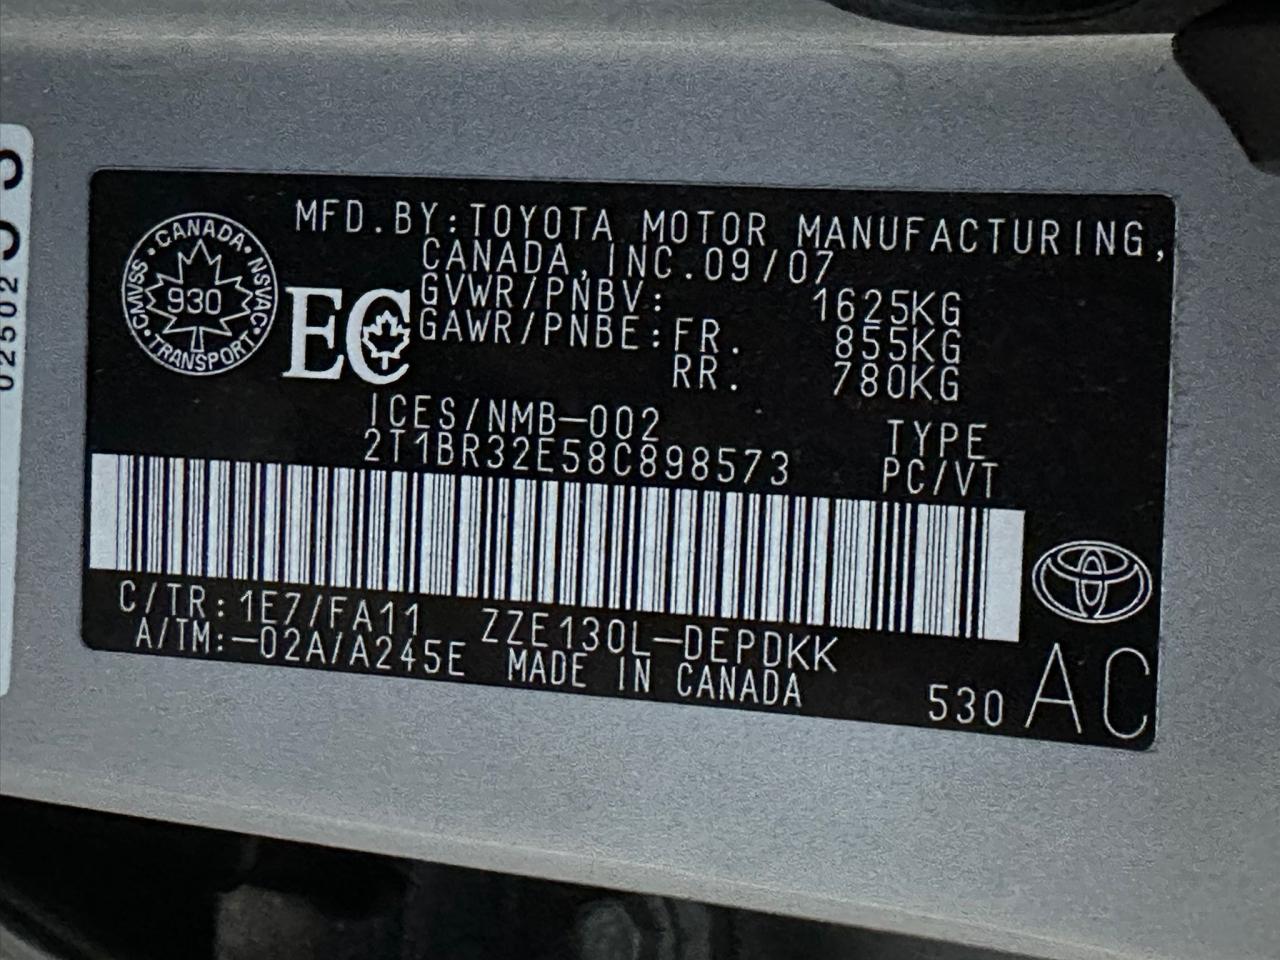 MFD.BY:TOYOTA MOTOR MANUFACTURING,
CANADA, INC.09/07
GVWR/PNBV: 1625KG
GAWR/PNBE:FR. 855KG
RR. 780KG
ICES/NMB-002
2T1BR32E58C898573
TYPE
PC/VT
CANADA · NSVAC · TRANSPORT · CMVSS ·
930
EC
C/TR:1E7/FA11 ZZE130L-DEPDKK
A/TM:-02A/A245E MADE IN CANADA
530 AC
02502